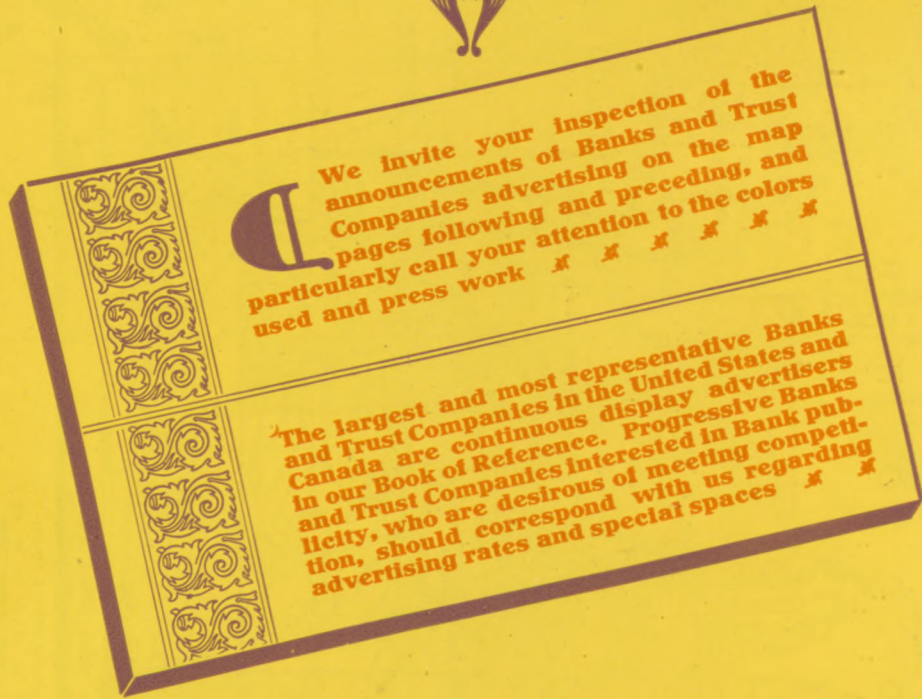 We invite your inspection of the
announcements of Banks and Trust
Companies advertising on the map
pages following and preceding, and
particularly call your attention to the colors
used and press work
The largest and most representative Banks
and Trust Companies in the United States and
Canada are continuous display advertisers
in our Book of Reference. Progressive Banks
and Trust Companies interested in Bank pub-
licity, who are desirous of meeting competi-
tion, should correspond with us regarding
advertising rates and special spaces